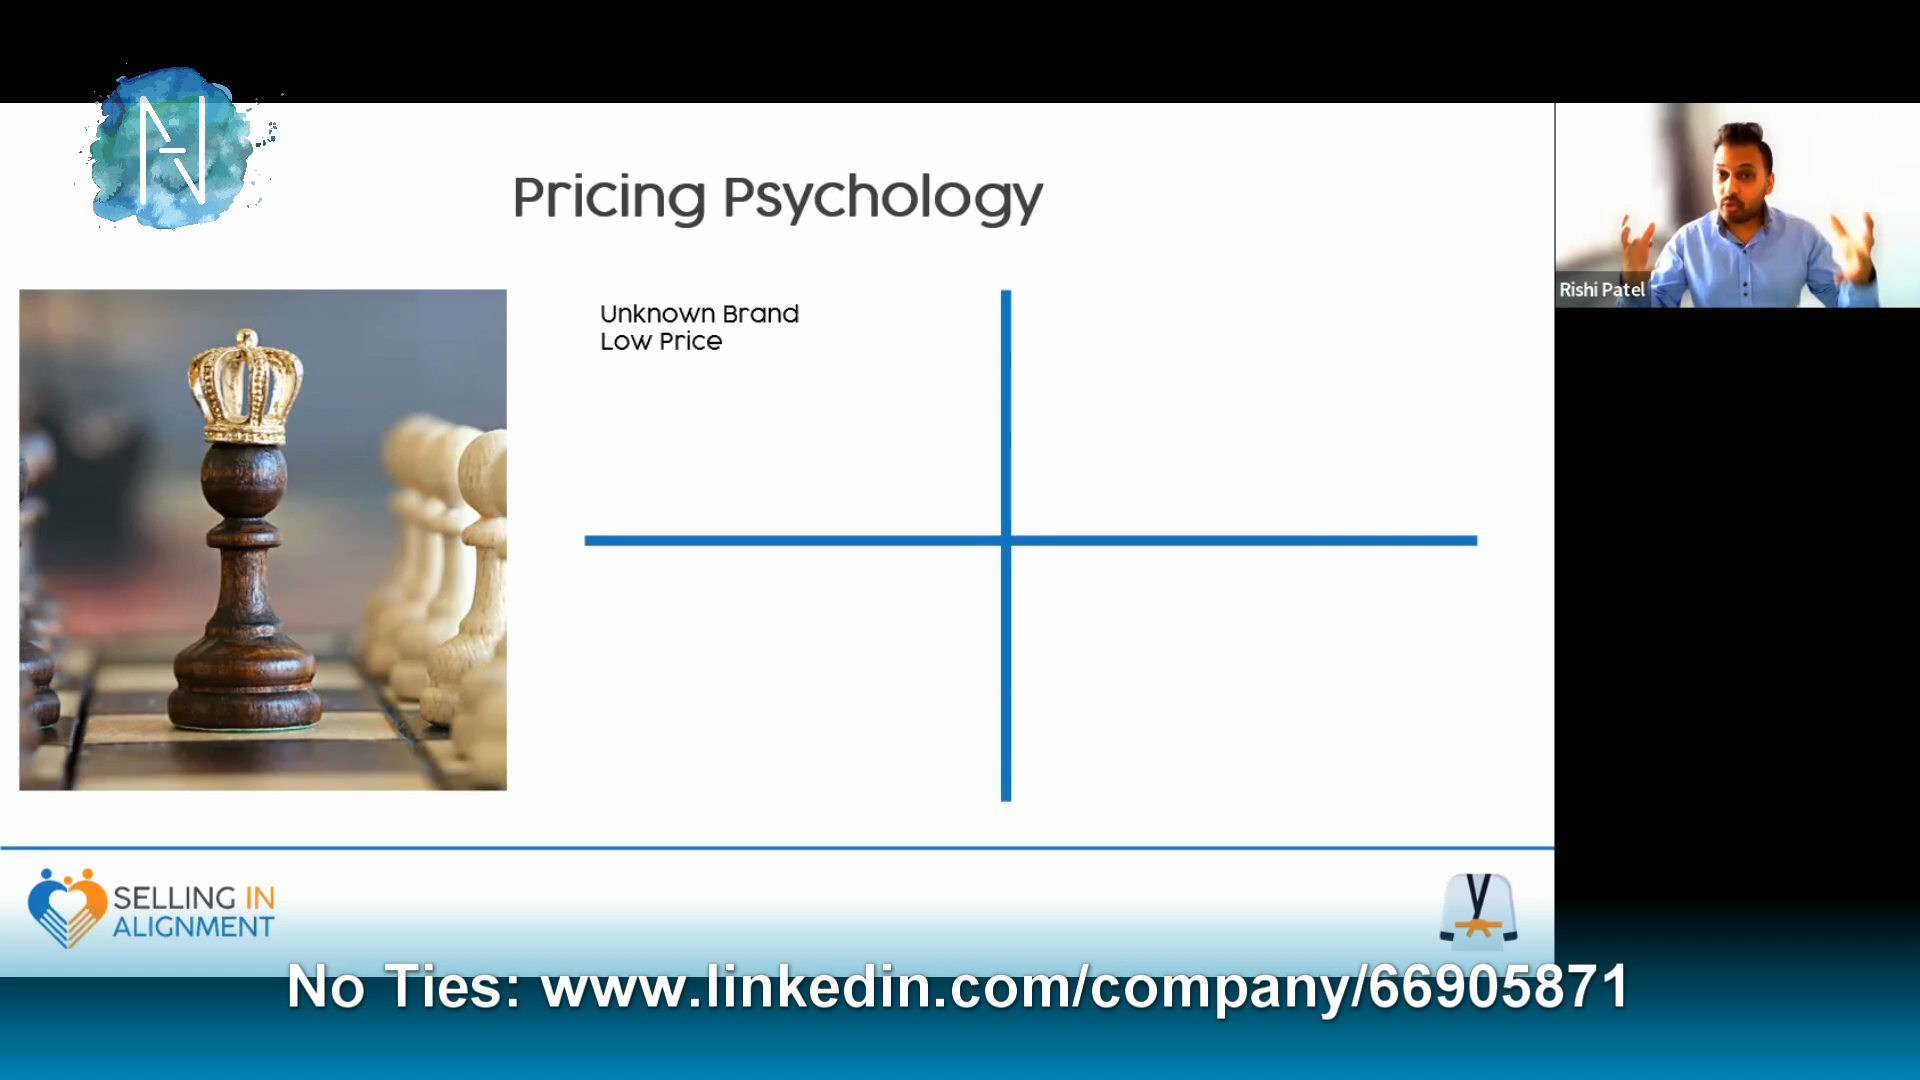 N
Pricing Psychology
Rishi Patel
Unknown Brand
Low Price
SELLING IN
ALIGNMENT
No Ties: www.linkedin.com/company/66905871